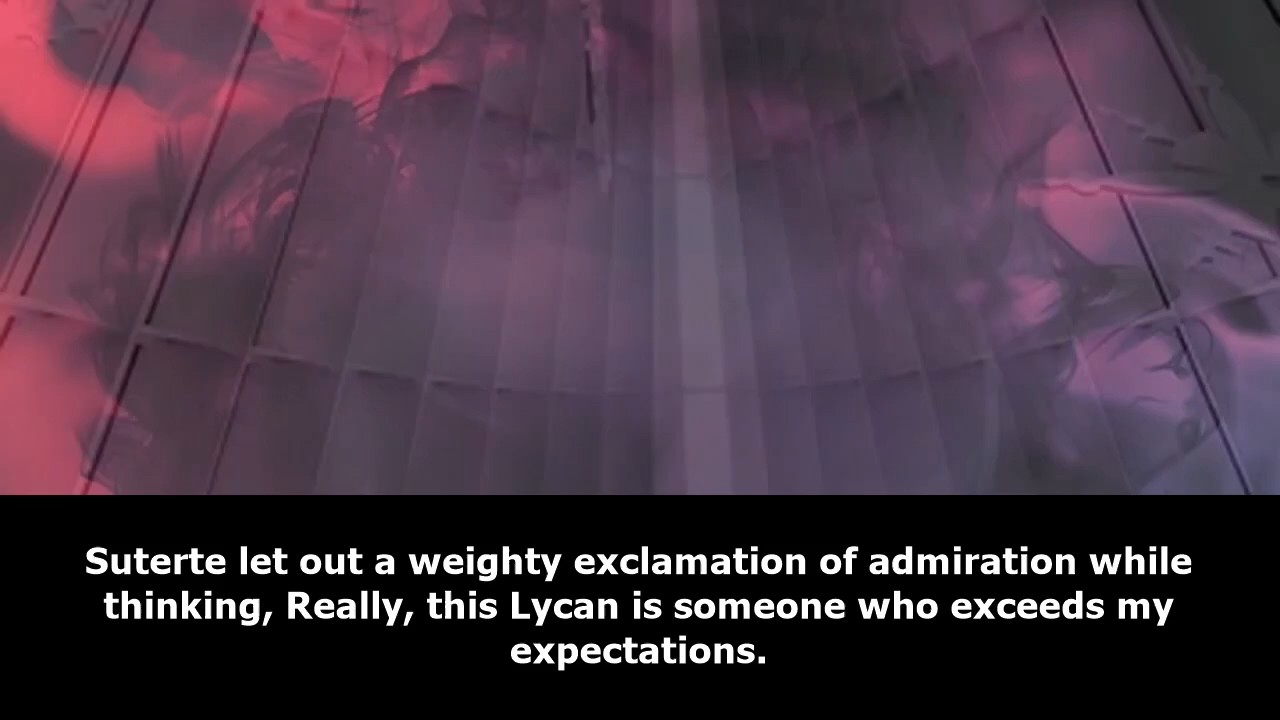 Suterte let out a weighty exclamation of admiration while
thinking, Really, this Lycan is someone who exceeds my
expectations.